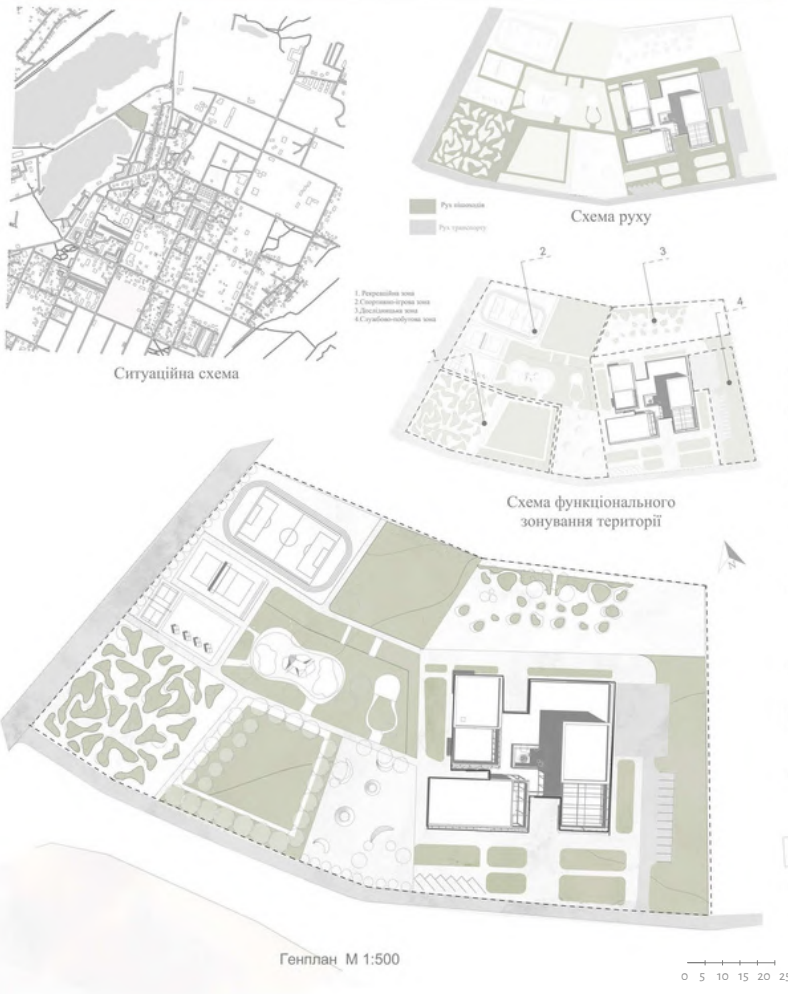 Схема руху
Рух пішоходів
Рух транспорту
Ситуаційна схема
1. Рекреаційна зона
2.Спортивно-ігрова зона
3.Дослідницька зона
4.Службово-побутова зона
1
2
3
4
Схема функціонального
зонування території
N
Генплан М 1:500
0 5 10 15 20 25